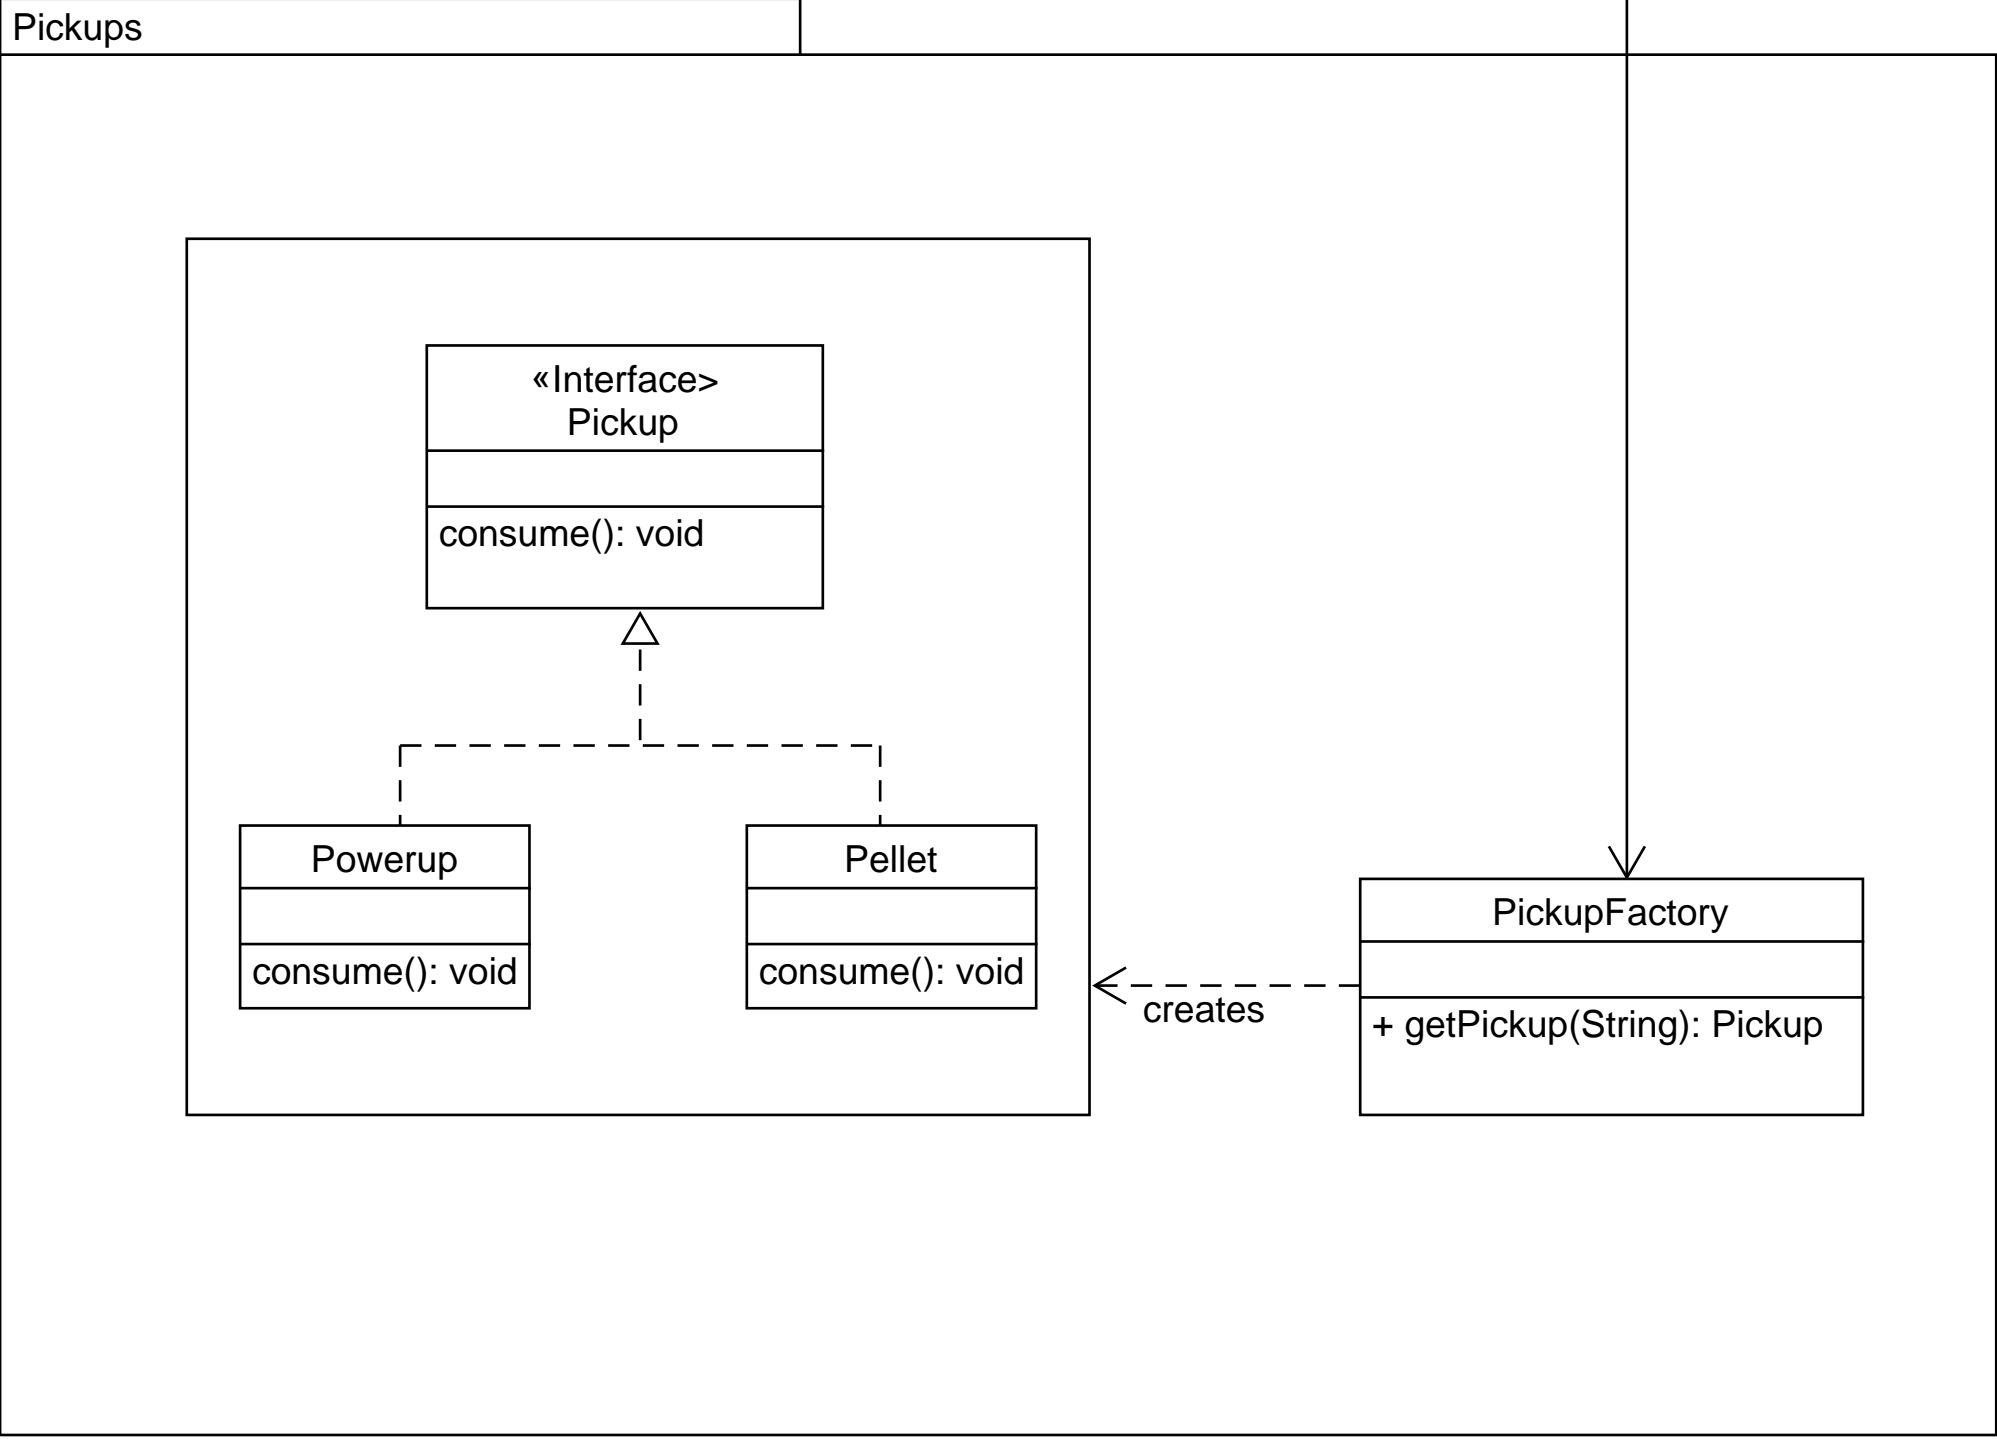 Pickups
«Interface>
Pickup
consume(): void
Powerup
consume(): void
Pellet
consume(): void
creates
PickupFactory
+ getPickup(String): Pickup